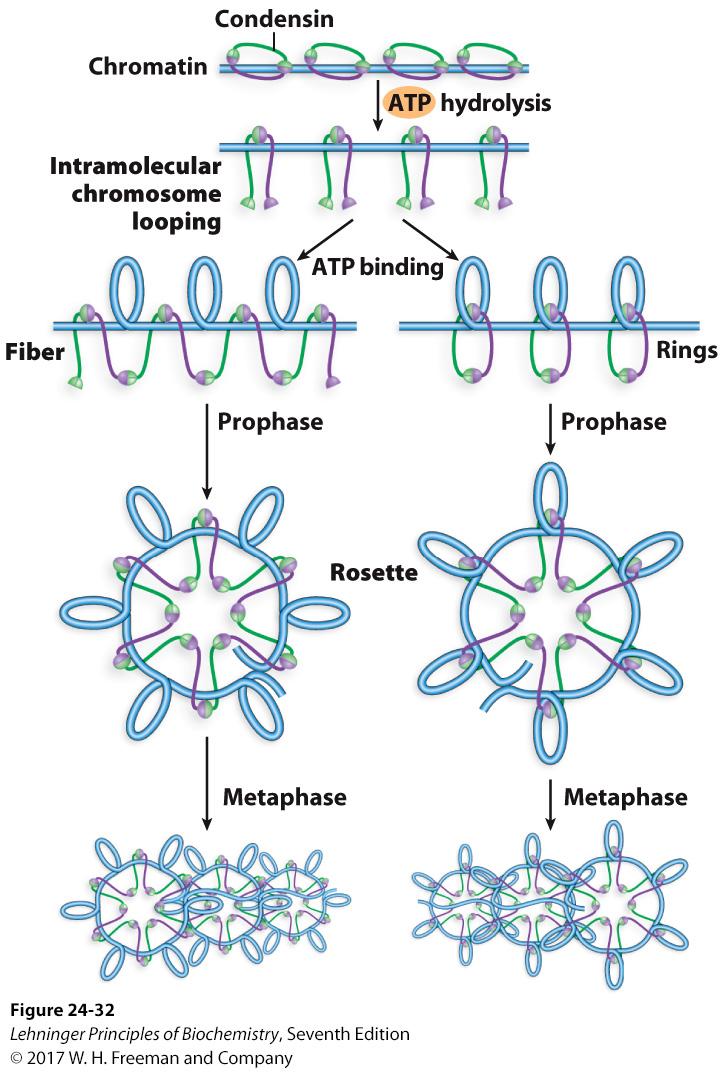 Condensin
Chromatin
ATP hydrolysis
Intramolecular
chromosome
looping
ATP binding
Fiber
Rings
Prophase
Prophase
Rosette
Metaphase
Metaphase
Figure 24-32
Lehninger Principles of Biochemistry, Seventh Edition
© 2017 W. H. Freeman and Company